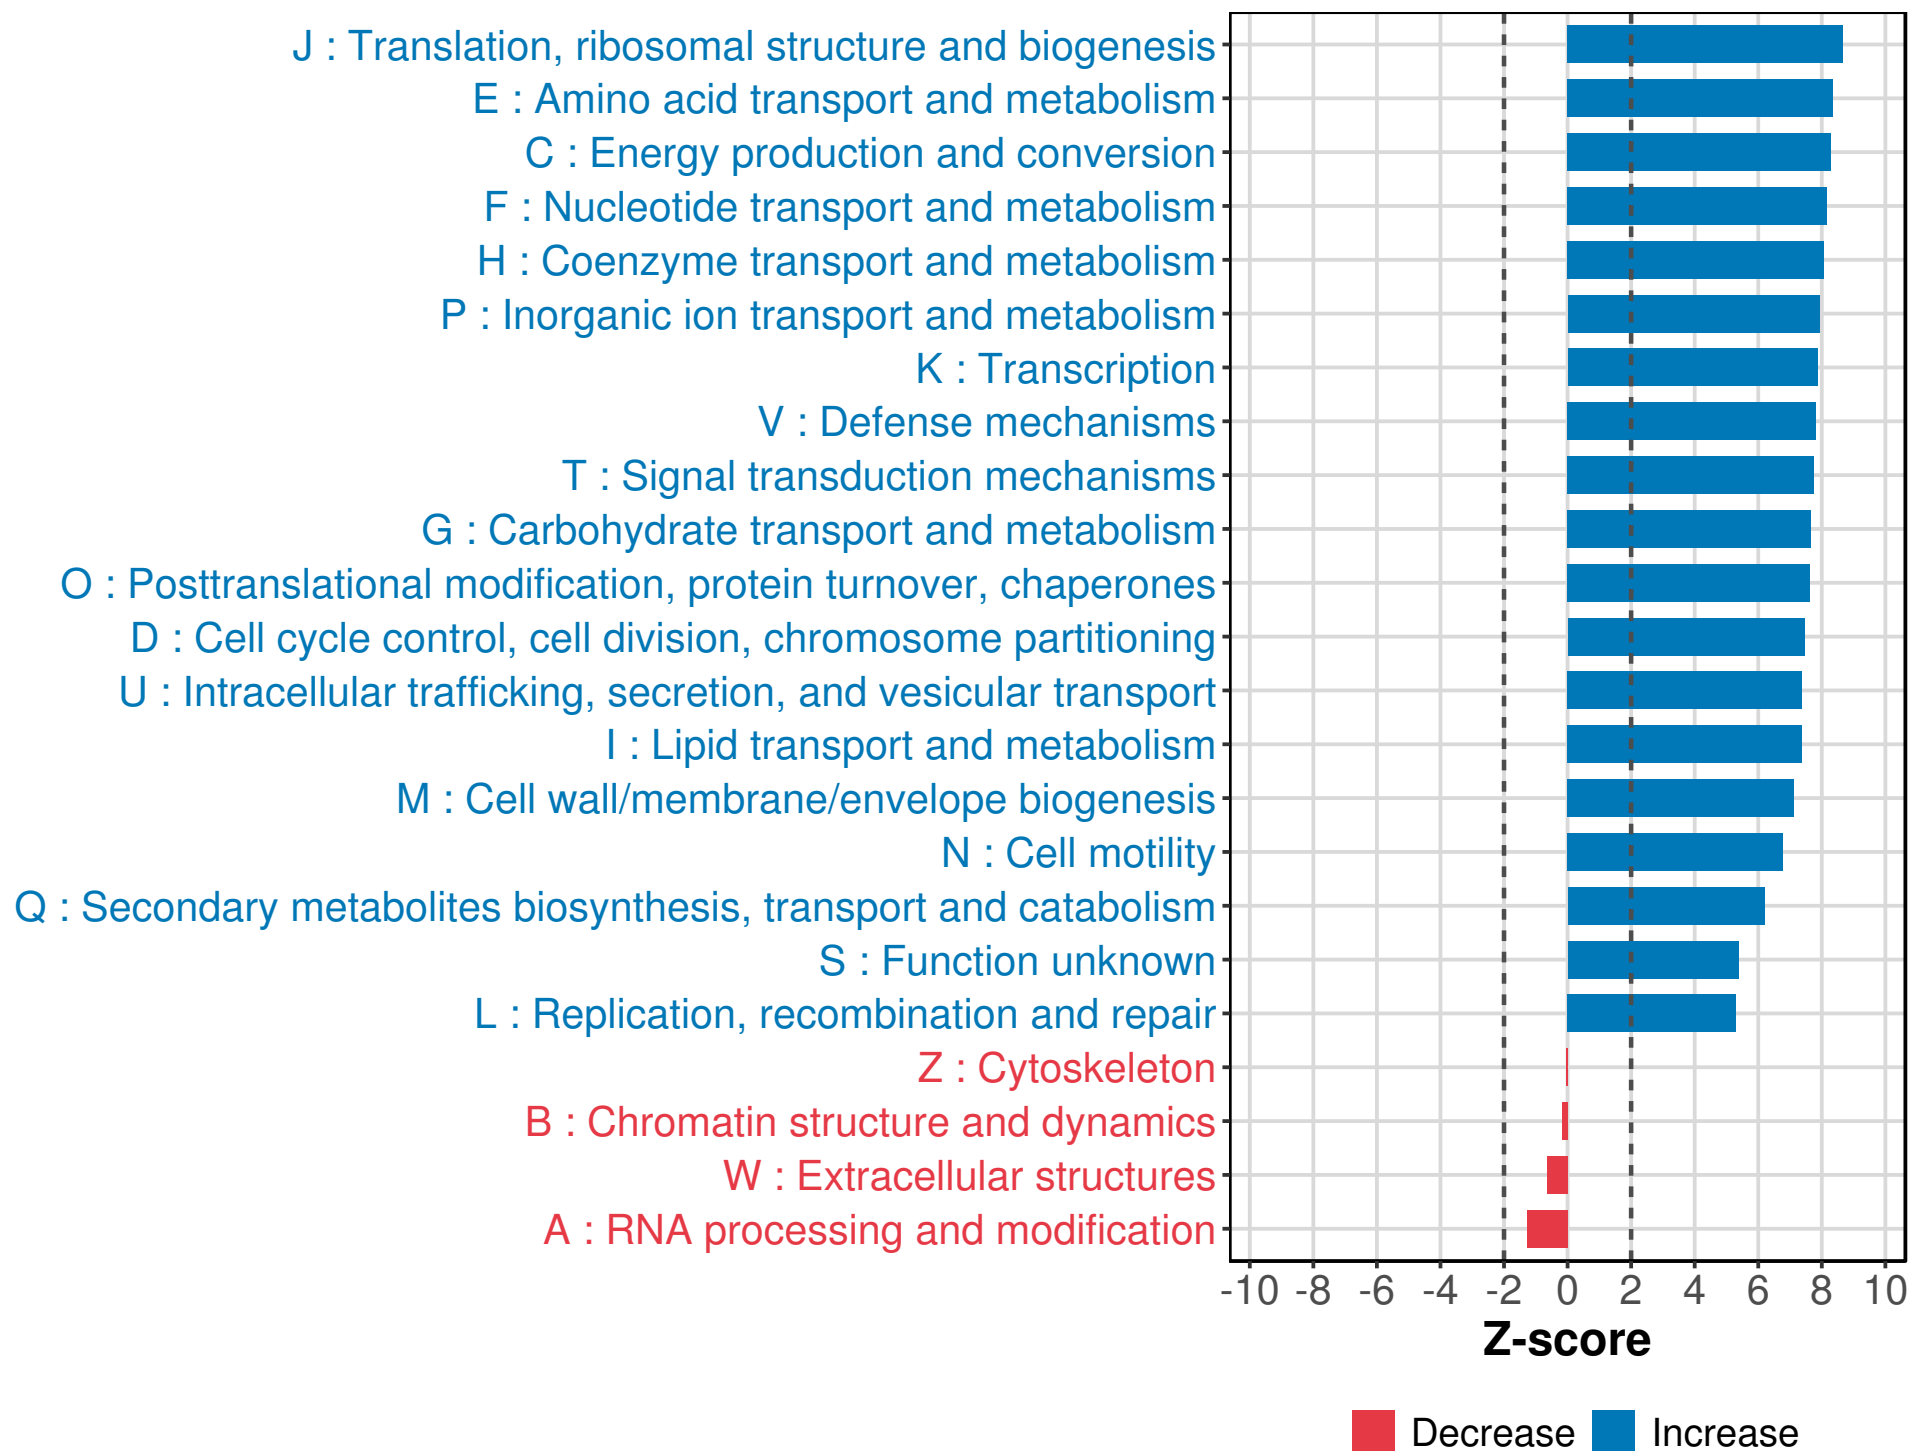 J : Translation, ribosomal structure and biogenesis
E : Amino acid transport and metabolism
C : Energy production and conversion
F : Nucleotide transport and metabolism
H : Coenzyme transport and metabolism
P : Inorganic ion transport and metabolism
K : Transcription
V : Defense mechanisms
T : Signal transduction mechanisms
G : Carbohydrate transport and metabolism
O : Posttranslational modification, protein turnover, chaperones
D : Cell cycle control, cell division, chromosome partitioning
U : Intracellular trafficking, secretion, and vesicular transport
I : Lipid transport and metabolism
M : Cell wall/membrane/envelope biogenesis
N : Cell motility
Q : Secondary metabolites biosynthesis, transport and catabolism
S : Function unknown
L : Replication, recombination and repair
Z : Cytoskeleton
B : Chromatin structure and dynamics
W : Extracellular structures
A : RNA processing and modification
-10 -8 -6 -4 -2 0 2 4 6 8 10
Z-score
Decrease Increase